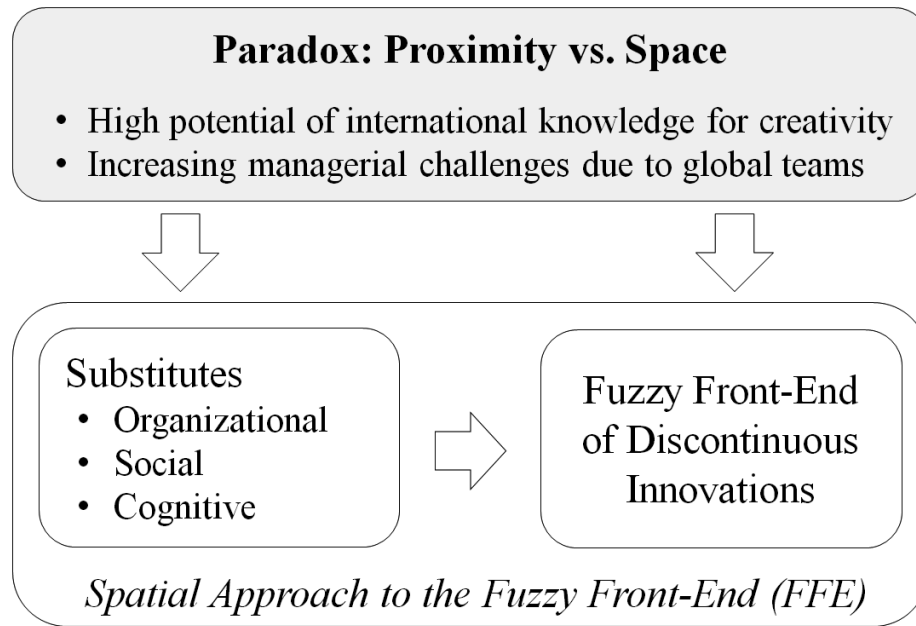 Paradox: Proximity vs. Space
• High potential of international knowledge for creativity
• Increasing managerial challenges due to global teams
Substitutes
• Organizational
• Social
• Cognitive
Fuzzy Front-End
of Discontinuous
Innovations
Spatial Approach to the Fuzzy Front-End (FFE)